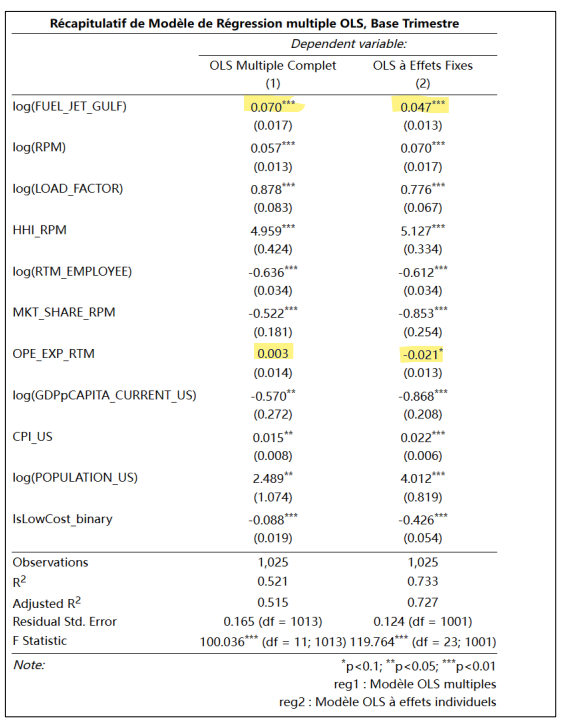 Récapitulatif de Modèle de Régression multiple OLS, Base Trimestre
Dependent variable:
OLS Multiple Complet OLS à Effets Fixes
(1) (2)
log(FUEL_JET_GULF) 0.070*** 0.047***
(0.017) (0.013)
log(RPM) 0.057*** 0.070***
(0.013) (0.017)
log(LOAD_FACTOR) 0.878*** 0.776***
(0.083) (0.067)
HHI_RPM 4.959*** 5.127***
(0.424) (0.334)
log(RTM_EMPLOYEE) -0.636*** -0.612***
(0.034) (0.034)
MKT_SHARE_RPM -0.522*** -0.853***
(0.181) (0.254)
OPE_EXP_RTM 0.003 -0.021*
(0.014) (0.013)
log(GDPpCAPITA_CURRENT_US) -0.570** -0.868***
(0.272) (0.208)
CPI_US 0.015** 0.022***
(0.008) (0.006)
log(POPULATION_US) 2.489** 4.012***
(1.074) (0.819)
IsLowCost_binary -0.088*** -0.426***
(0.019) (0.054)
Observations 1,025 1,025
R2 0.521 0.733
Adjusted R2 0.515 0.727
Residual Std. Error 0.165 (df = 1013) 0.124 (df = 1001)
F Statistic 100.036*** (df = 11; 1013) 119.764*** (df = 23; 1001)
Note: *p<0.1; **p<0.05; ***p<0.01
reg1 : Modèle OLS multiples
reg2 : Modèle OLS à effets individuels